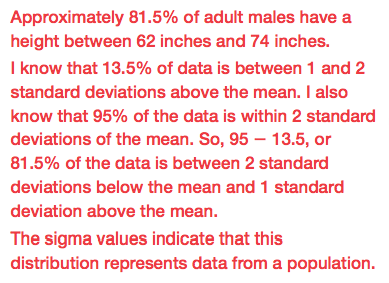 Approximately 81.5% of adult males have a
height between 62 inches and 74 inches.
I know that 13.5% of data is between 1 and 2
standard deviations above the mean. I also
know that 95% of the data is within 2 standard
deviations of the mean. So, 95 − 13.5, or
81.5% of the data is between 2 standard
deviations below the mean and 1 standard
deviation above the mean.
The sigma values indicate that this
distribution represents data from a population.